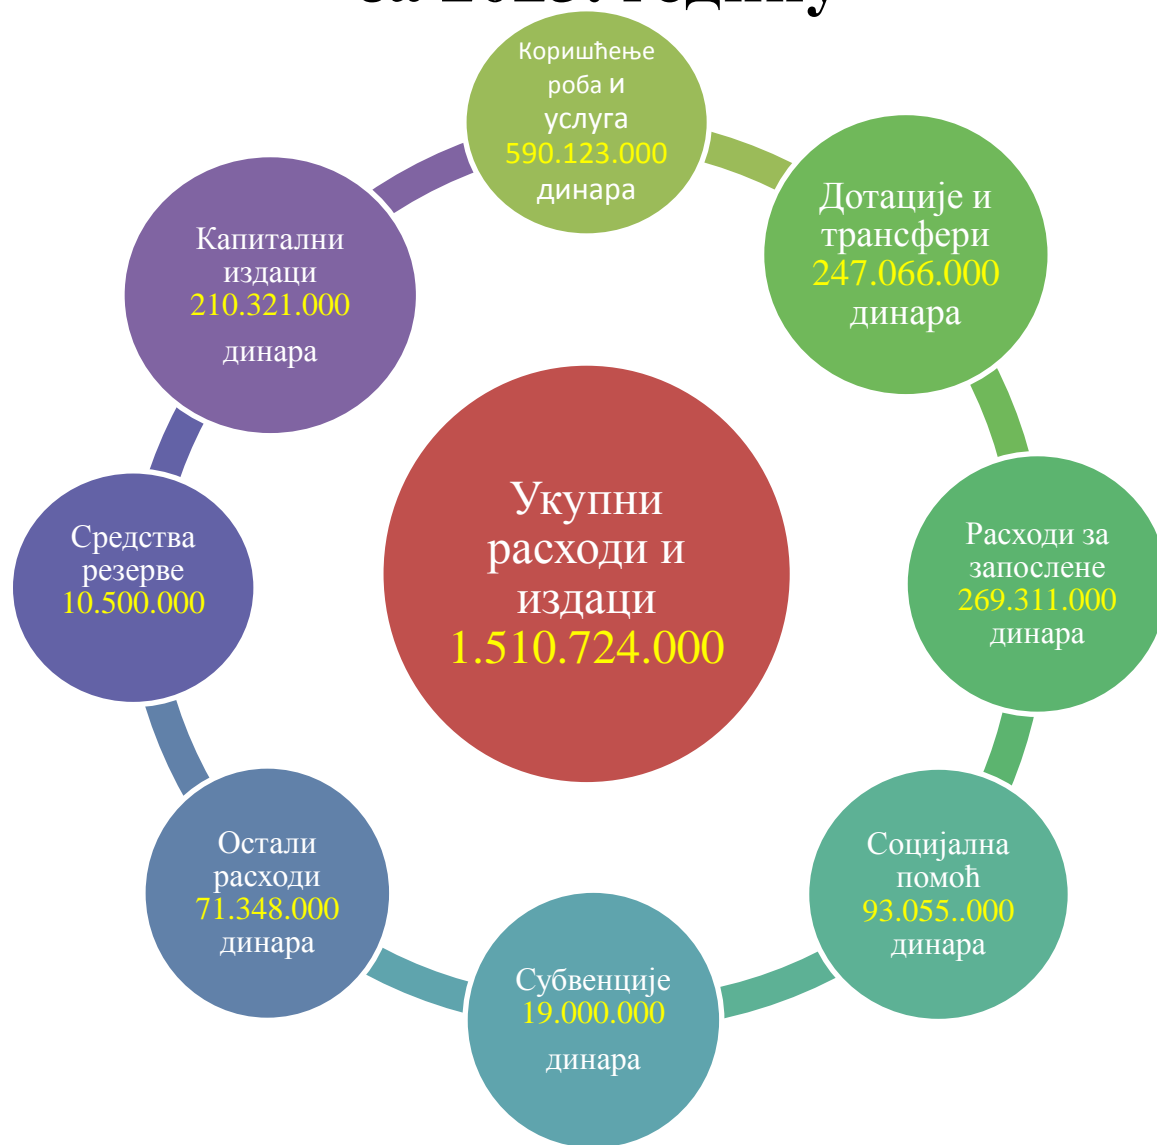 Коришћење
роба и
услуга
590.123.000
динара
Дотације и
трансфери
247.066.000
динара
Расходи за
запослене
269.311.000
динара
Социјална
помоћ
93.055..000
динара
Субвенције
19.000.000
динара
Остали
расходи
71.348.000
динара
Средства
резерве
10.500.000
Капитални
издаци
210.321.000
динара
Укупни
расходи и
издаци
1.510.724.000